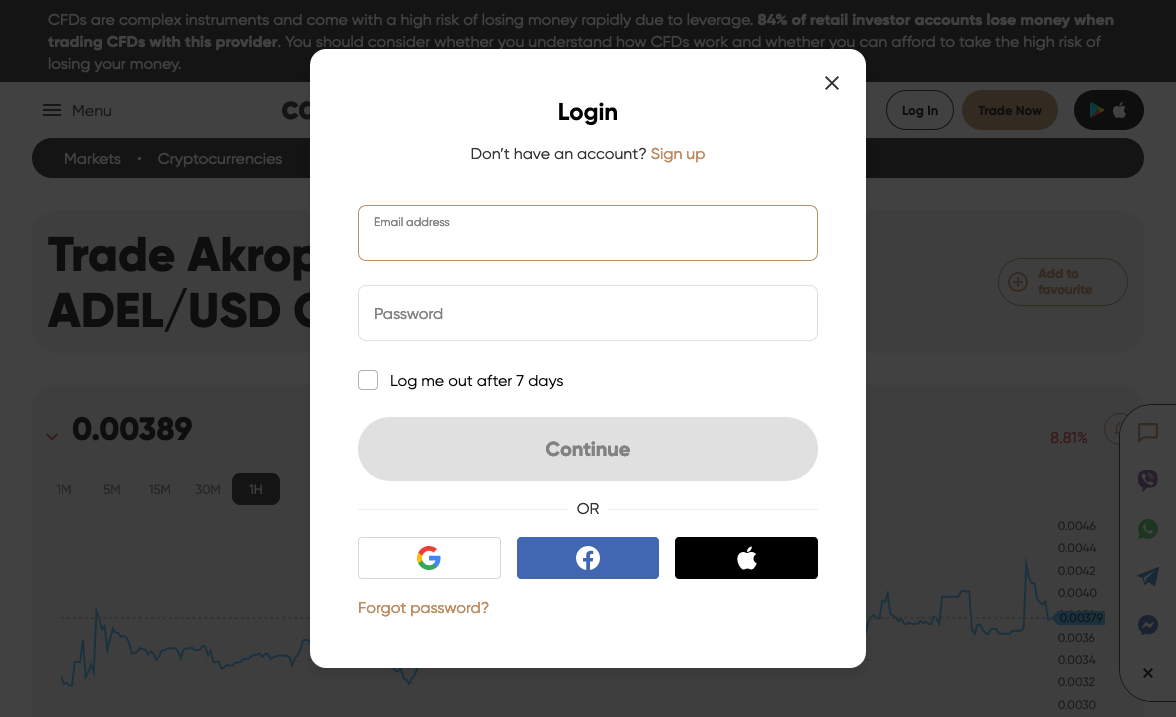 CFDs are complex instruments and come with a high risk of losing money rapidly due to leverage. 84% of retail investor accounts lose money when
trading CFDs with this provider. You should consider whether you understand how CFDs work and whether you can afford to take the high risk of
losing your money.
Menu
Log In
Trade Now
Markets • Cryptocurrencies
Trade Akrop
ADEL/USD
Add to
favourite
0.00389
8.81%
1M
5M
15M
30M
1H
0.0046
0.0044
0.0042
0.0040
0.00379
0.0036
0.0034
0.0032
0.0030
Login
Don't have an account? Sign up
Email address
Password
Log me out after 7 days
Continue
OR
Forgot password?